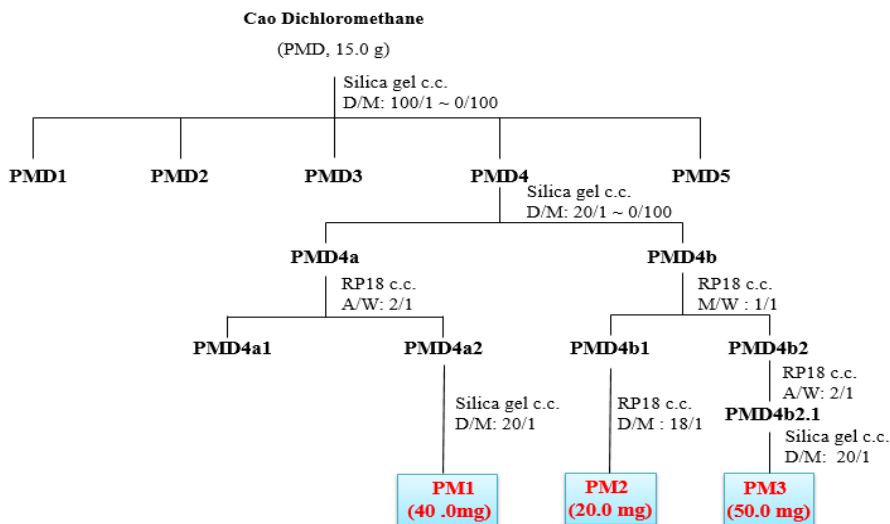 Cao Dichloromethane
(PMD, 15.0 g)
Silica gel c.c.
D/M: 100/1 ~ 0/100
PMD1
PMD2
PMD3
PMD4
PMD5
Silica gel c.c.
D/M: 20/1 ~ 0/100
PMD4a
PMD4b
RP18 c.c.
A/W: 2/1
RP18 c.c.
M/W : 1/1
PMD4a1
PMD4a2
PMD4b1
PMD4b2
Silica gel c.c.
D/M: 20/1
RP18 c.c.
D/M : 18/1
RP18 c.c.
A/W: 2/1
PMD4b2.1
Silica gel c.c.
D/M: 20/1
PM1
(40 .0mg)
PM2
(20.0 mg)
PM3
(50.0 mg)